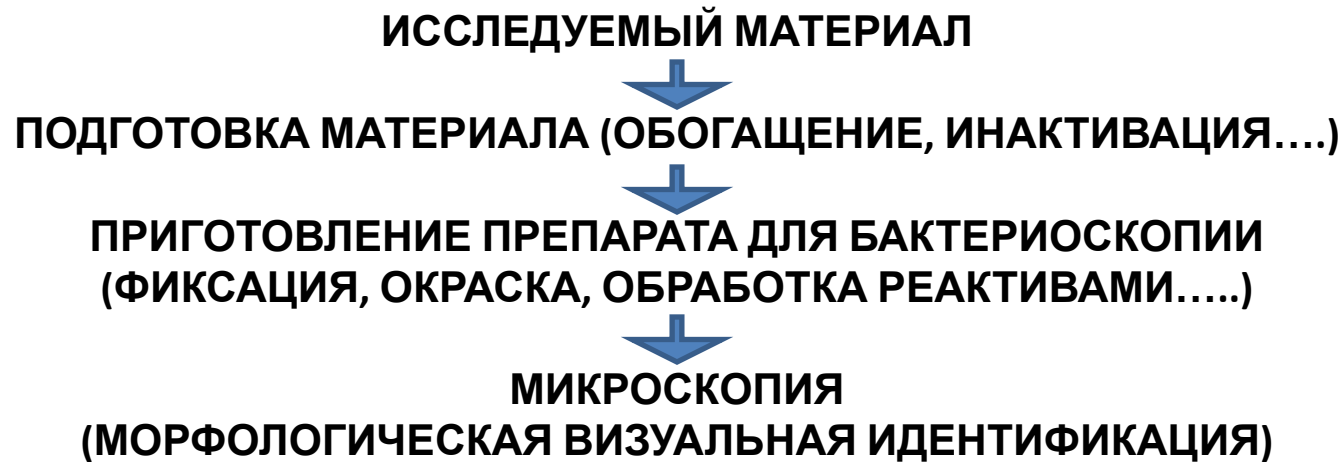 ИССЛЕДУЕМЫЙ МАТЕРИАЛ
ПОДГОТОВКА МАТЕРИАЛА (ОБОГАЩЕНИЕ, ИНАКТИВАЦИЯ….)
ПРИГОТОВЛЕНИЕ ПРЕПАРАТА ДЛЯ БАКТЕРИОСКОПИИ
(ФИКСАЦИЯ, ОКРАСКА, ОБРАБОТКА РЕАКТИВАМИ…..)
МИКРОСКОПИЯ
(МОРФОЛОГИЧЕСКАЯ ВИЗУАЛЬНАЯ ИДЕНТИФИКАЦИЯ)